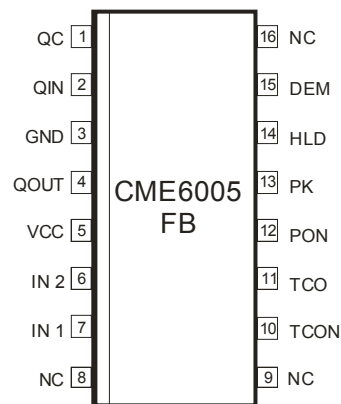 QC 1
QIN 2
GND 3
QOUT 4
VCC 5
IN 2 6
IN 1 7
NC 8
CME6005
FB
16 NC
15 DEM
14 HLD
13 PK
12 PON
11 TCO
10 TCON
9 NC